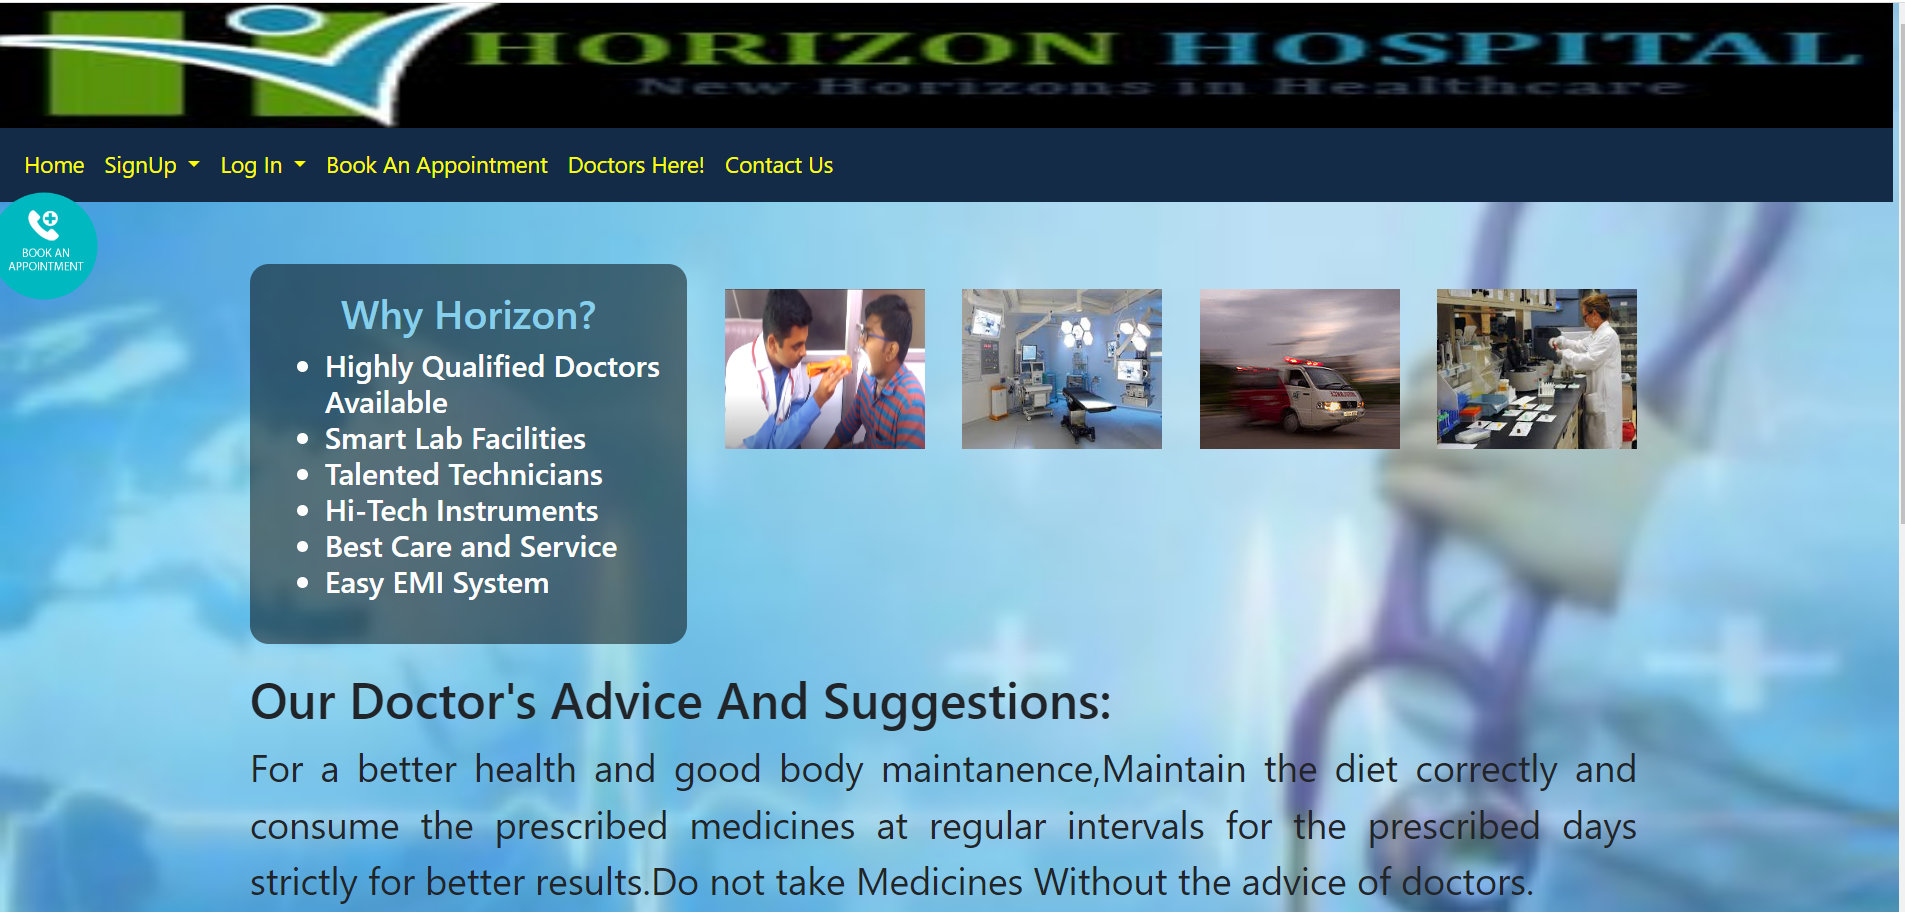 HORIZON HOSPITAL
New Horizons in Healthcare
Home SignUp Log In Book An Appointment Doctors Here! Contact Us
BOOK AN
APPOINTMENT
Why Horizon?
• Highly Qualified Doctors
Available
• Smart Lab Facilities
• Talented Technicians
• Hi-Tech Instruments
• Best Care and Service
• Easy EMI System
Our Doctor's Advice And Suggestions:
For a better health and good body maintanence,Maintain the diet correctly and
consume the prescribed medicines at regular intervals for the prescribed days
strictly for better results.Do not take Medicines Without the advice of doctors.